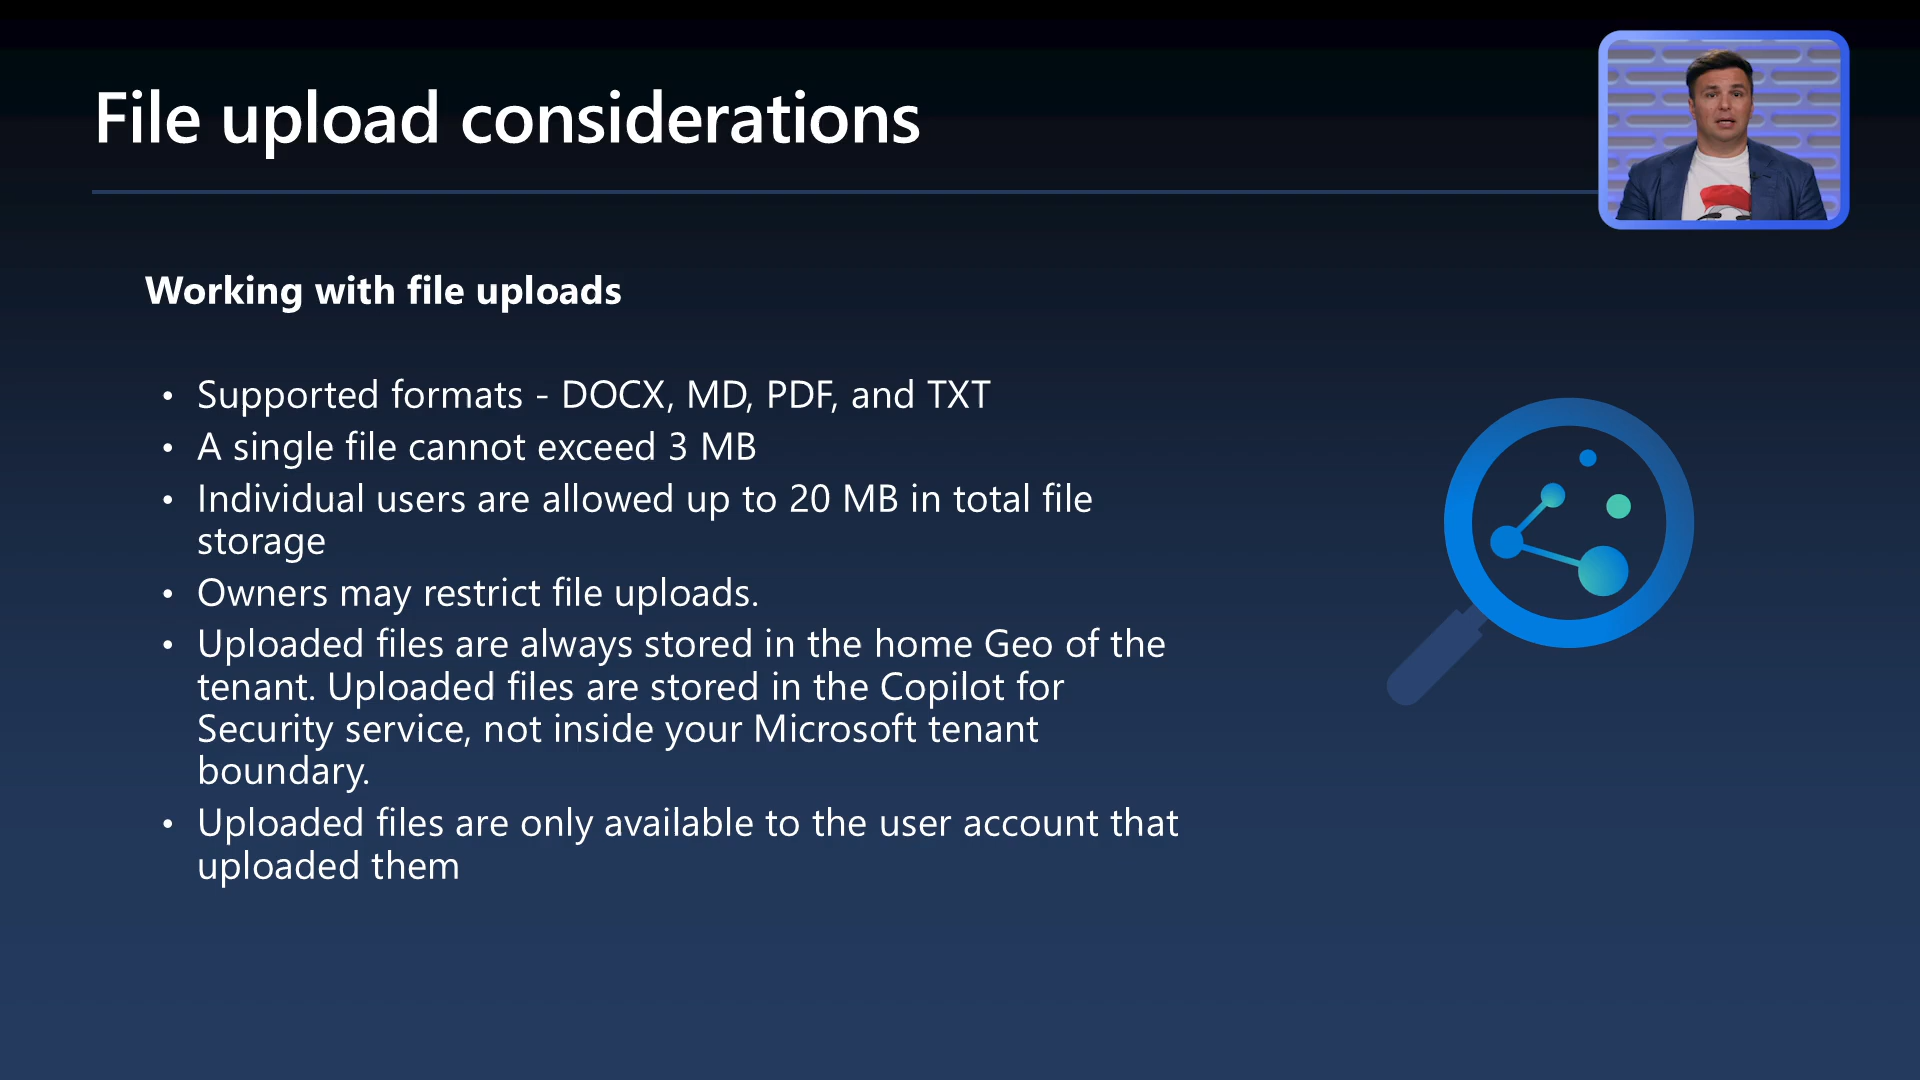 File upload considerations
Working with file uploads
• Supported formats - DOCX, MD, PDF, and TXT
• A single file cannot exceed 3 MB
• Individual users are allowed up to 20 MB in total file
storage
• Owners may restrict file uploads.
• Uploaded files are always stored in the home Geo of the
tenant. Uploaded files are stored in the Copilot for
Security service, not inside your Microsoft tenant
boundary.
• Uploaded files are only available to the user account that
uploaded them